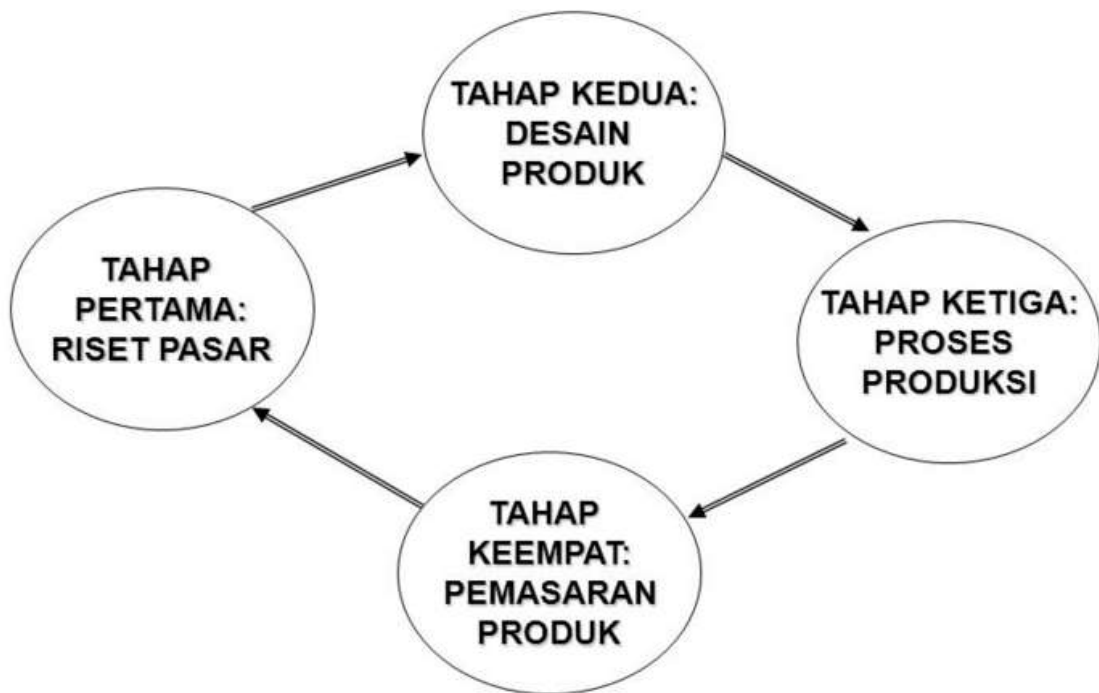 TAHAP
PERTAMA:
RISET PASAR
TAHAP KEDUA:
DESAIN
PRODUK
TAHAP KETIGA:
PROSES
PRODUKSI
TAHAP
KEEMPAT:
PEMASARAN
PRODUK